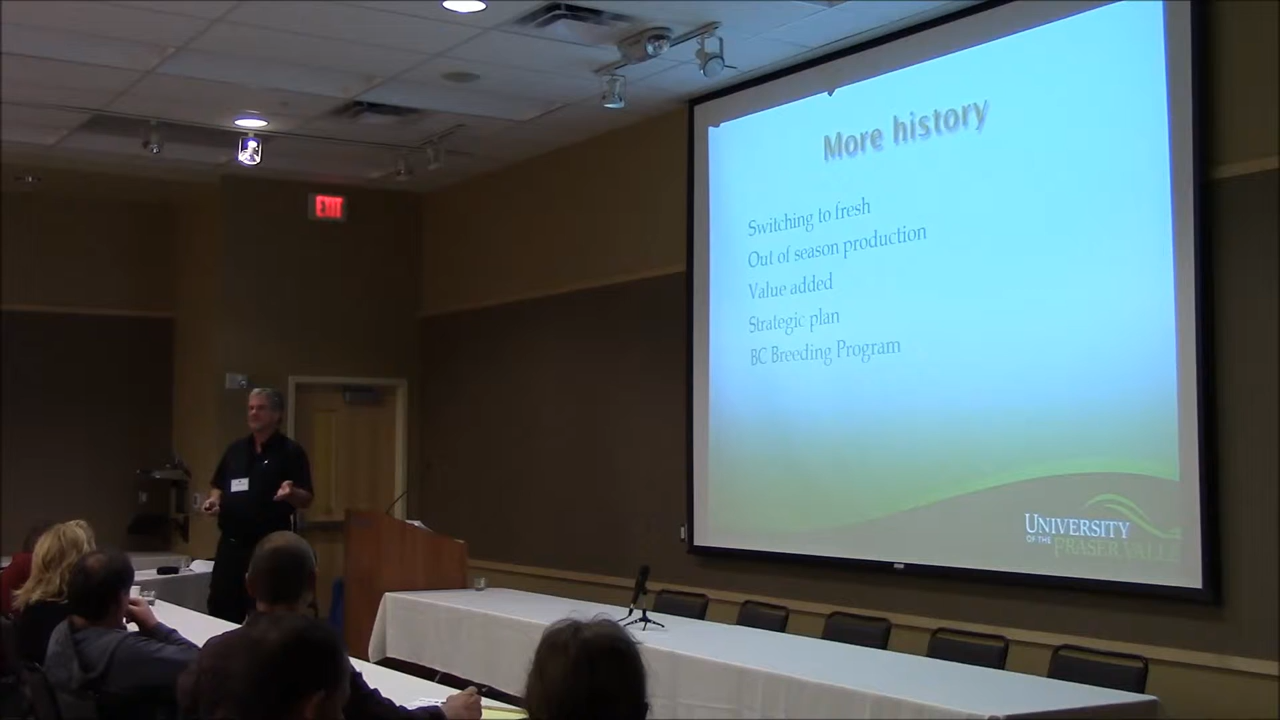 More history
Switching to fresh
Out of season production
Value added
Strategic plan
BC Breeding Program
UNIVERSITY
OF THE FRASER VALLEY
EXIT